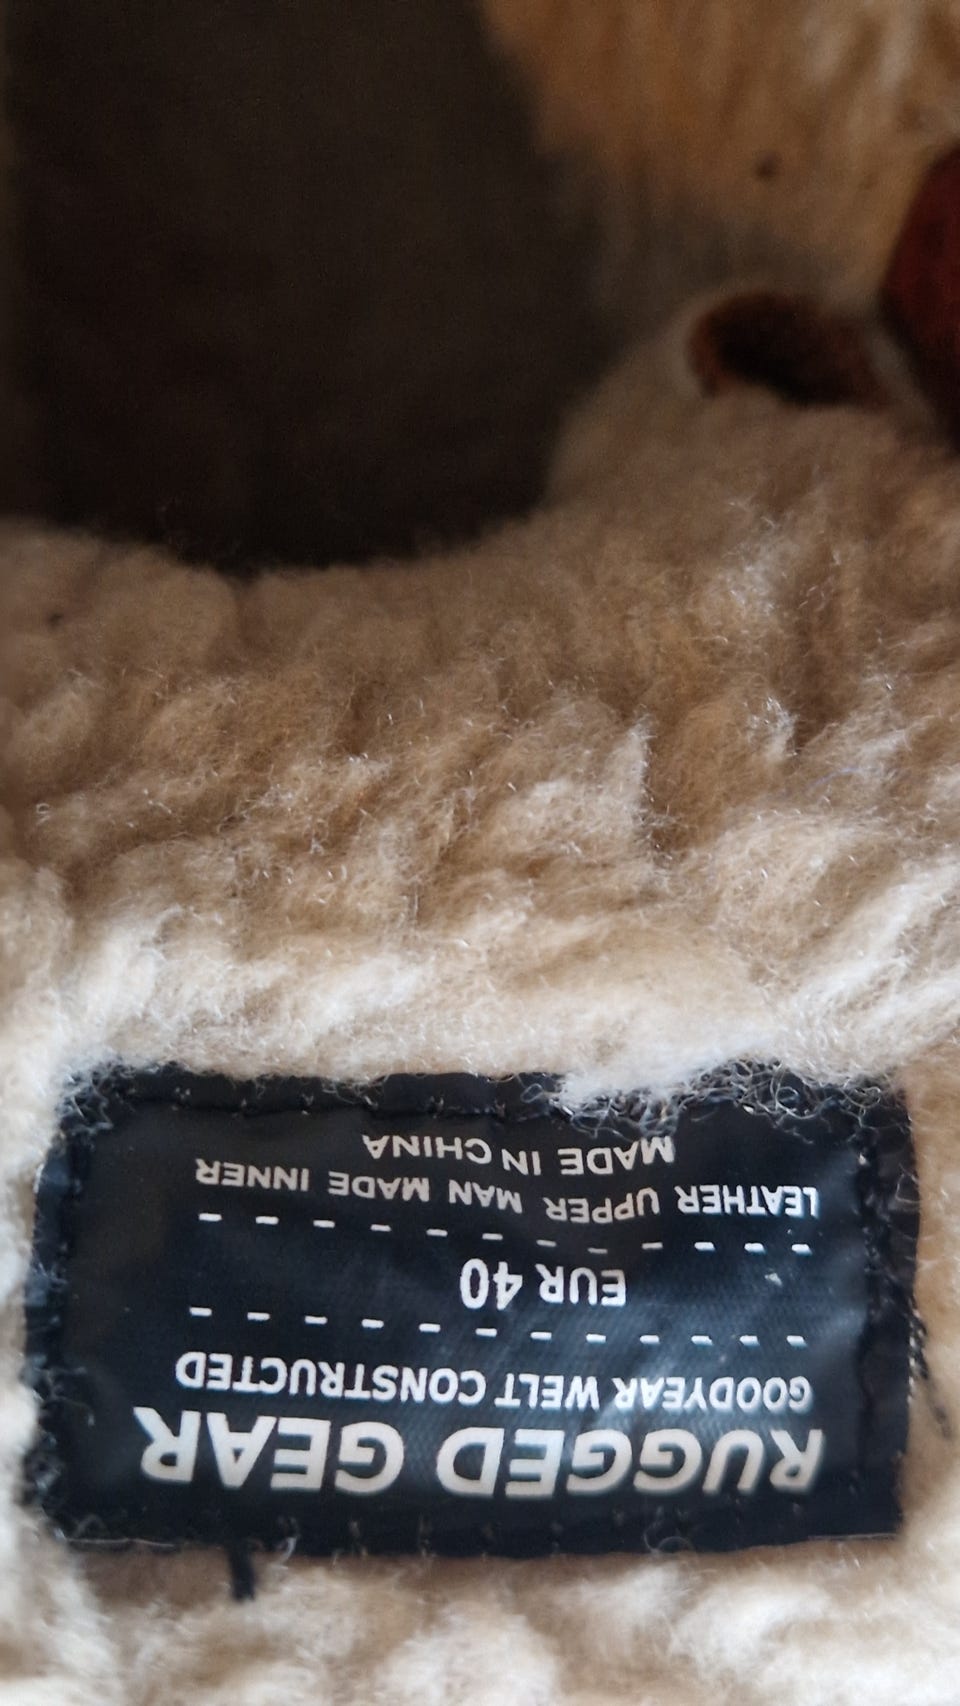 RUGGED GEAR
GOODYEAR WELT CONSTRUCTED
EUR 40
LEATHER UPPER MAN MADE INNER
MADE IN CHINA